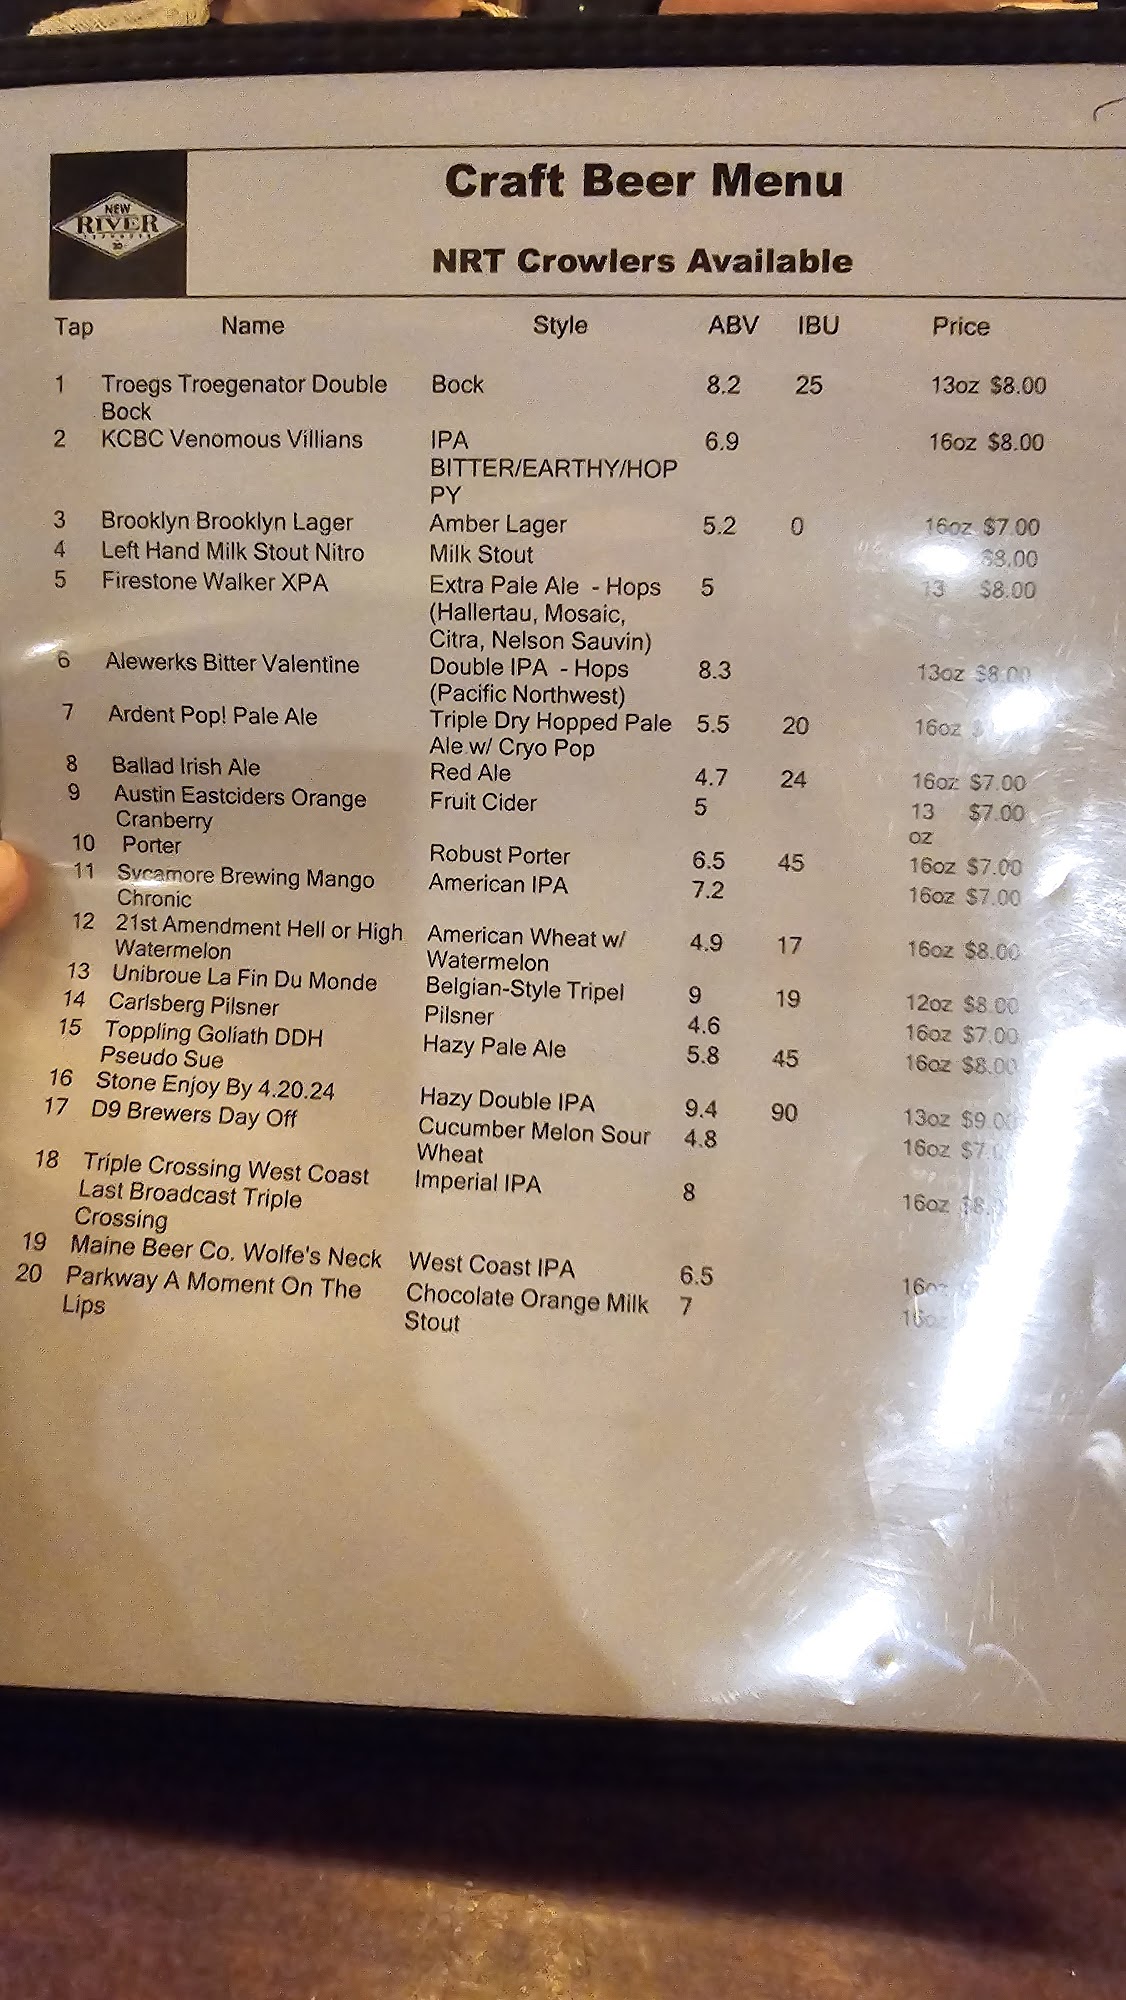 NEW
RIVER
Craft Beer Menu
NRT Crowlers Available
Tap Name Style ABV IBU Price
1 Troegs Troegenator Double Bock 8.2 25 13oz $8.00
Bock
2 KCBC Venomous Villians IPA 6.9 16oz $8.00
BITTER/EARTHY/HOP
PY
3 Brooklyn Brooklyn Lager Amber Lager 5.2 0 16oz $7.00
4 Left Hand Milk Stout Nitro Milk Stout $8.00
5 Firestone Walker XPA Extra Pale Ale - Hops 5 13 $8.00
(Hallertau, Mosaic,
Citra, Nelson Sauvin)
6 Alewerks Bitter Valentine Double IPA - Hops 8.3 13oz $8.00
(Pacific Northwest)
7 Ardent Pop! Pale Ale Triple Dry Hopped Pale 5.5 20 16oz
Ale w/ Cryo Pop
8 Ballad Irish Ale Red Ale 4.7 24 16oz $7.00
9 Austin Eastciders Orange Fruit Cider 5 13 $7.00
Cranberry oz
10 Porter Robust Porter 6.5 45 16oz $7.00
11 Sycamore Brewing Mango American IPA 7.2 16oz $7.00
Chronic
12 21st Amendment Hell or High American Wheat w/ 4.9 17 16oz $8.00
Watermelon Watermelon
13 Unibroue La Fin Du Monde Belgian-Style Tripel 9 19 12oz $8.00
14 Carlsberg Pilsner Pilsner 4.6 16oz $7.00
15 Toppling Goliath DDH Hazy Pale Ale 5.8 45 16oz $8.00
Pseudo Sue
16 Stone Enjoy By 4.20.24 Hazy Double IPA 9.4 90 13oz $9.00
17 D9 Brewers Day Off Cucumber Melon Sour 4.8 16oz
Wheat
18 Triple Crossing West Coast Imperial IPA 8 16oz
Last Broadcast Triple
Crossing
19 Maine Beer Co. Wolfe's Neck West Coast IPA 6.5 16oz
20 Parkway A Moment On The Chocolate Orange Milk 7 16oz
Lips Stout